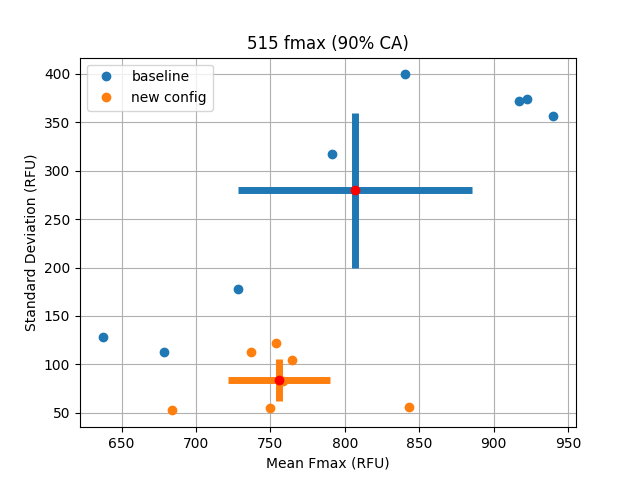 515 fmax (90% CA)
baseline
new config
Standard Deviation (RFU)
400
350
300
250
200
150
100
50
650 700 750 800 850 900 950
Mean Fmax (RFU)